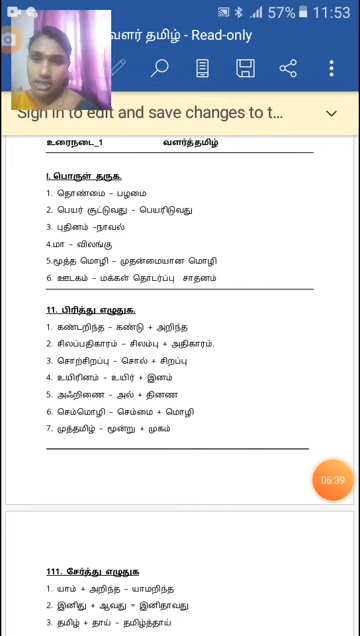 57% 11:53
வளர் தமிழ் - Read-only
Sign in to edit and save changes to t...
உரைநடை_1 வளர்த்தமிழ்
I. பொருள் தருக.
1. தொண்மை – பழமை
2. பெயர் சூட்டுவது – பெயரிடுவது
3. புதினம் –நாவல்
4.மா – விலங்கு
5.மூத்த மொழி – முதன்மையான மொழி
6. ஊடகம் – மக்கள் தொடர்ப்பு சாதனம்
11. பிரித்து எழுதுக.
1. கண்டறிந்த – கண்டு + அறிந்த
2. சிலப்பதிகாரம் – சிலம்பு + அதிகாரம்.
3. சொற்சிறப்பு – சொல் + சிறப்பு
4. உயிரினம் – உயிர் + இனம்
5. அஃறிணை – அல் + தினண
6. செம்மொழி – செம்மை + மொழி
7. முத்தமிழ் – மூன்று + முகம்
06:39
111. சேர்த்து எழுதுக
1. யாம் + அறிந்த – யாமறிந்த
2. இனிது + ஆவது = இனிதாவது
3. தமிழ் + தாய் – தமிழ்த்தாய்